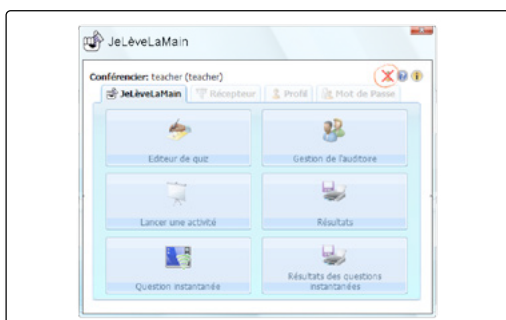 JeLèveLaMain
Conférencier: teacher (teacher)
JeLèveLaMain Récepteur Profil Mot de Passe
Editeur de quiz
Gestion de l'auditoire
Lancer une activité
Résultats
Question instantanée
Résultats des questions
instantanées